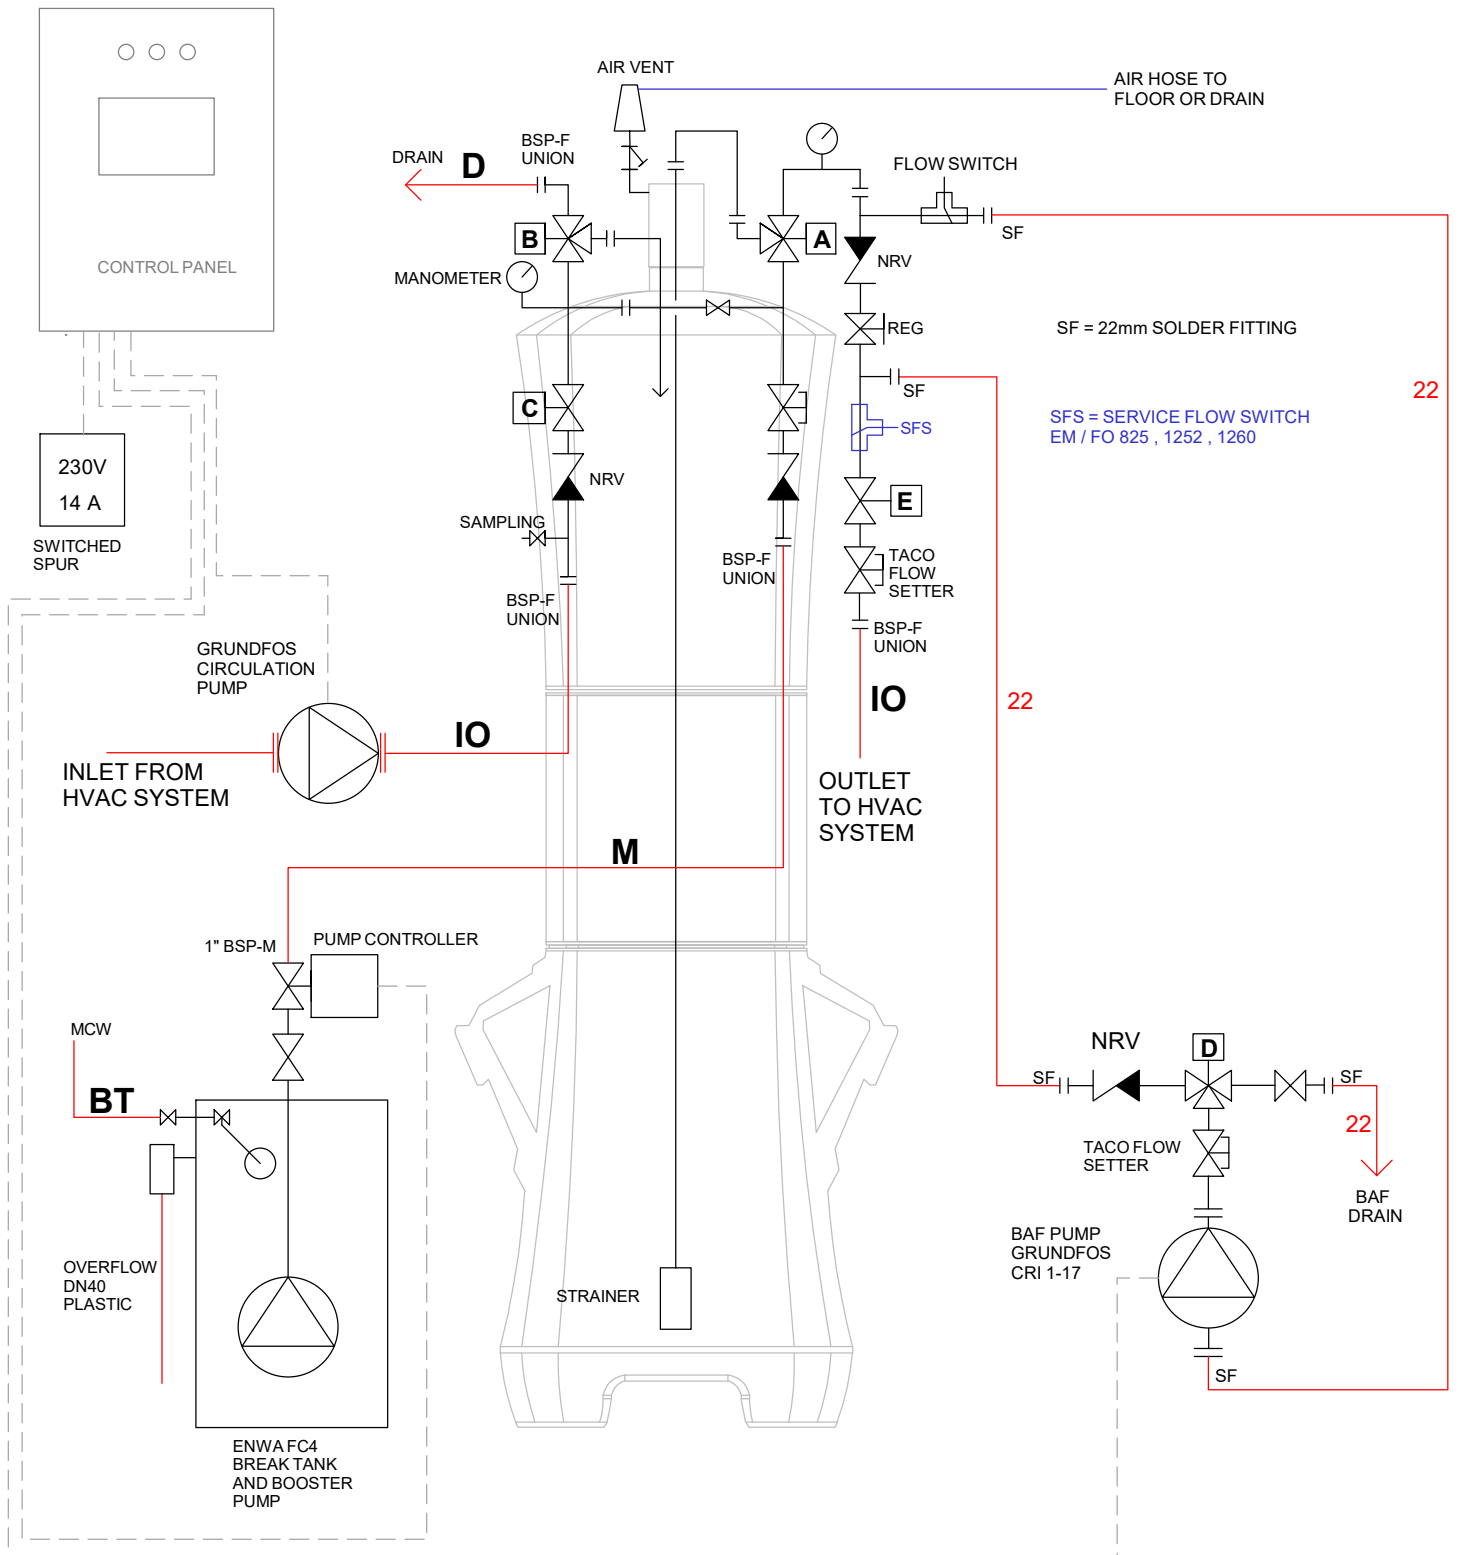 AIR VENT
AIR HOSE TO
FLOOR OR DRAIN
BSP-F
UNION
DRAIN
D
FLOW SWITCH
SF
B
A
NRV
CONTROL PANEL
MANOMETER
REG
SF = 22mm SOLDER FITTING
SF
22
C
SFS
SFS = SERVICE FLOW SWITCH
EM / FO 825 , 1252 , 1260
230V
14 A
SWITCHED
SPUR
NRV
E
SAMPLING
BSP-F
UNION
BSP-F
UNION
TACO
FLOW
SETTER
BSP-F
UNION
GRUNDFOS
CIRCULATION
PUMP
IO
IO
22
INLET FROM
HVAC SYSTEM
OUTLET
TO HVAC
SYSTEM
M
1" BSP-M
PUMP CONTROLLER
MCW
BT
NRV
D
SF
SF
22
TACO FLOW
SETTER
BAF
DRAIN
BAF PUMP
GRUNDFOS
CRI 1-17
OVERFLOW
DN40
PLASTIC
STRAINER
SF
ENWA FC4
BREAK TANK
AND BOOSTER
PUMP